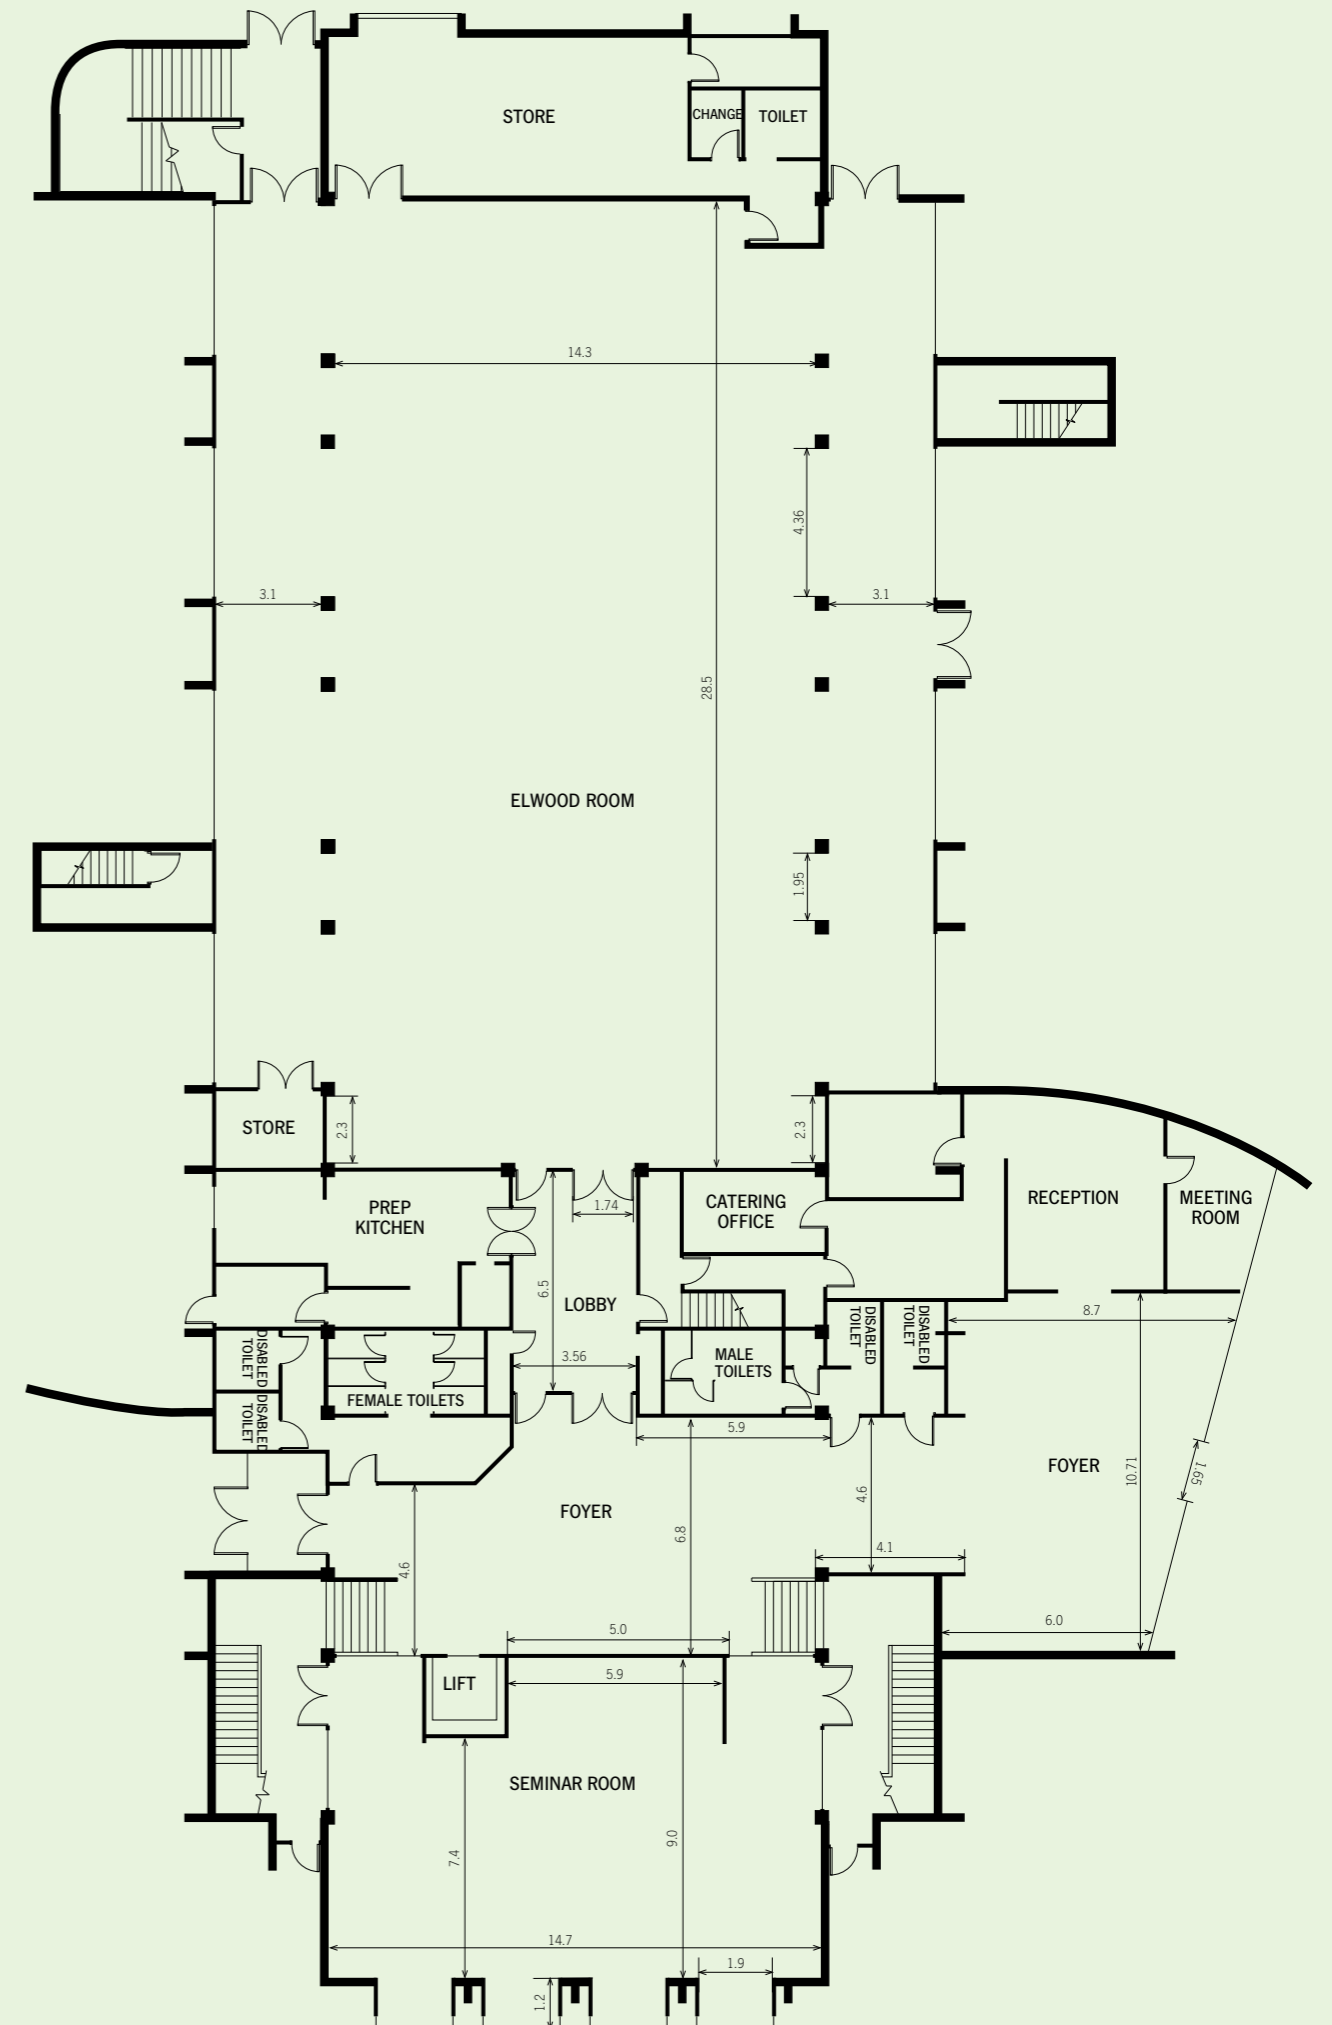 STORE
CHANGE
TOILET
14.3
4.36
3.1
3.1
28.5
ELWOOD ROOM
1.95
STORE
2.3
2.3
PREP
KITCHEN
1.74
CATERING
OFFICE
RECEPTION
MEETING
ROOM
6.5
LOBBY
8.7
DISABLED
TOILET
DISABLED
TOILET
DISABLED
TOILET
DISABLED
TOILET
3.56
MALE
TOILETS
FEMALE TOILETS
5.9
FOYER
10.71
1.65
4.6
FOYER
6.8
4.1
4.6
5.0
6.0
5.9
LIFT
SEMINAR ROOM
7.4
9.0
14.7
1.9
1.2